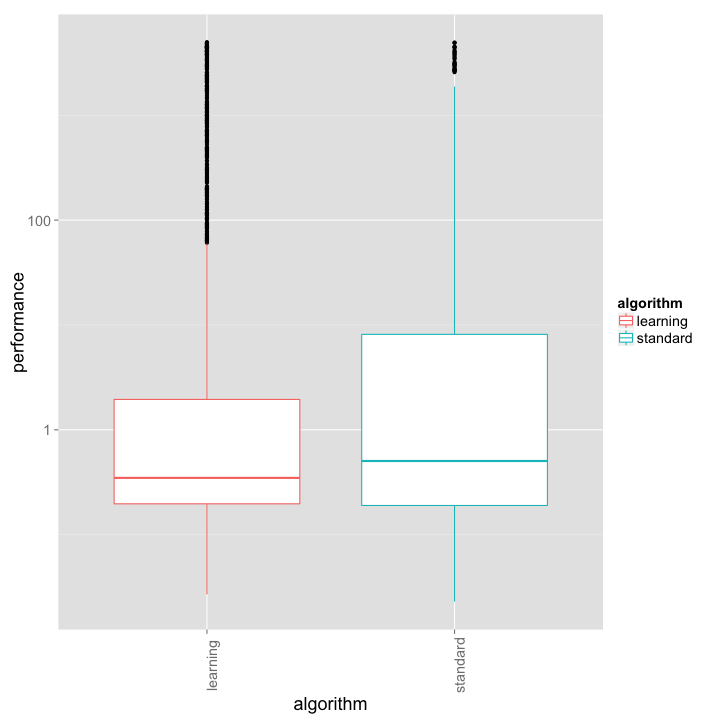 100
1
performance
learning
standard
algorithm
algorithm
learning
standard